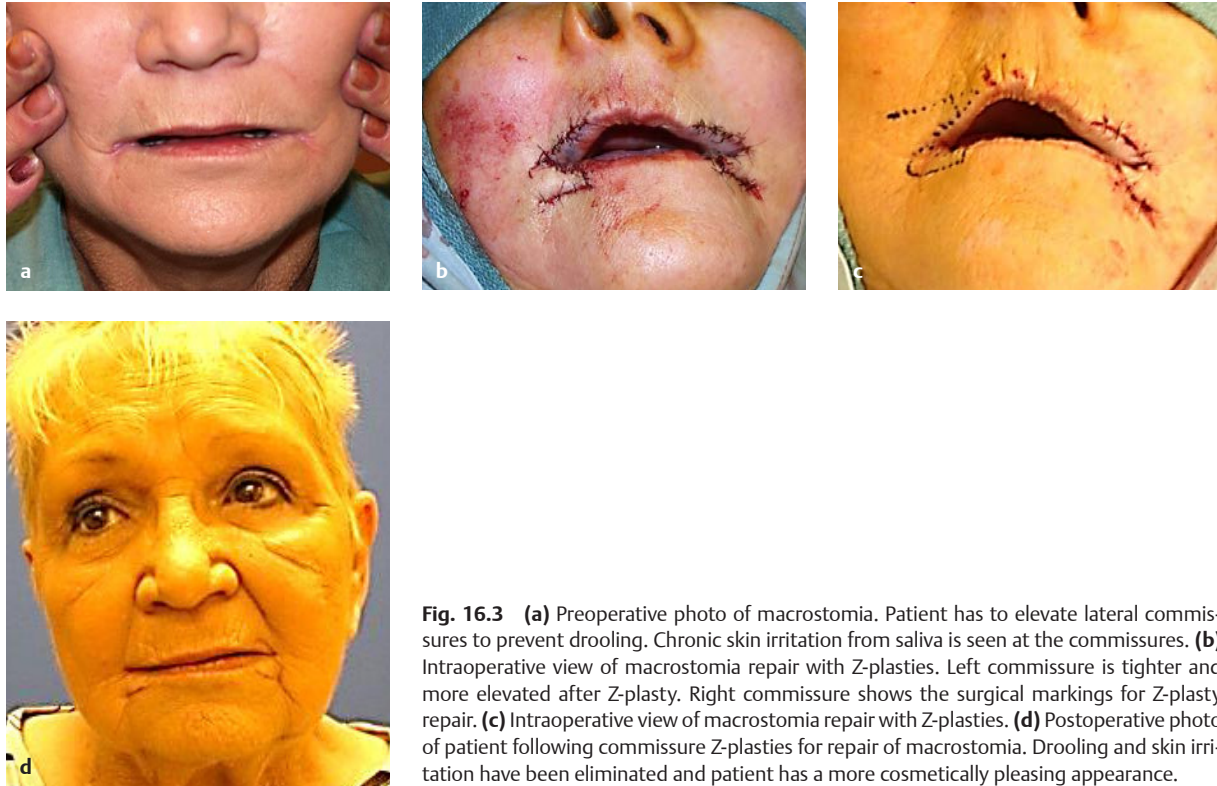 a
b
c
d
Fig. 16.3 (a) Preoperative photo of macrostomia. Patient has to elevate lateral commis-
sures to prevent drooling. Chronic skin irritation from saliva is seen at the commissures. (b)
Intraoperative view of macrostomia repair with Z-plasties. Left commissure is tighter and
more elevated after Z-plasty. Right commissure shows the surgical markings for Z-plasty
repair. (c) Intraoperative view of macrostomia repair with Z-plasties. (d) Postoperative photo
of patient following commissure Z-plasties for repair of macrostomia. Drooling and skin irri-
tation have been eliminated and patient has a more cosmetically pleasing appearance.